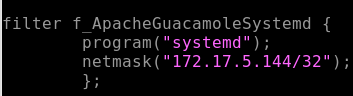 filter f_ApacheGuacamoleSystemd {
program("systemd");
netmask("172.17.5.144/32");
};